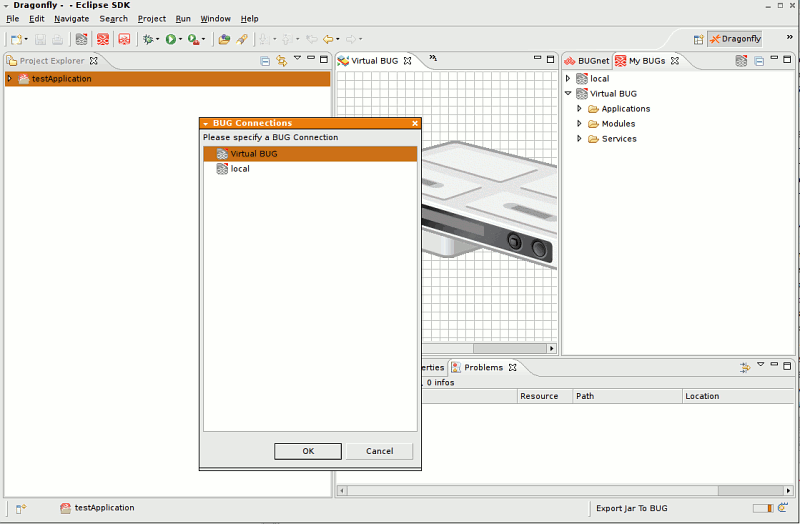 Dragonfly - - Eclipse SDK
File Edit Navigate Search Project Run Window Help
Dragonfly
Project Explorer
testApplication
Virtual BUG
BUGnet My BUGs
local
Virtual BUG
Applications
Modules
Services
BUG Connections
Please specify a BUG Connection
Virtual BUG
local
OK Cancel
erties Problems
, 0 infos
Resource Path Location
testApplication
Export Jar To BUG